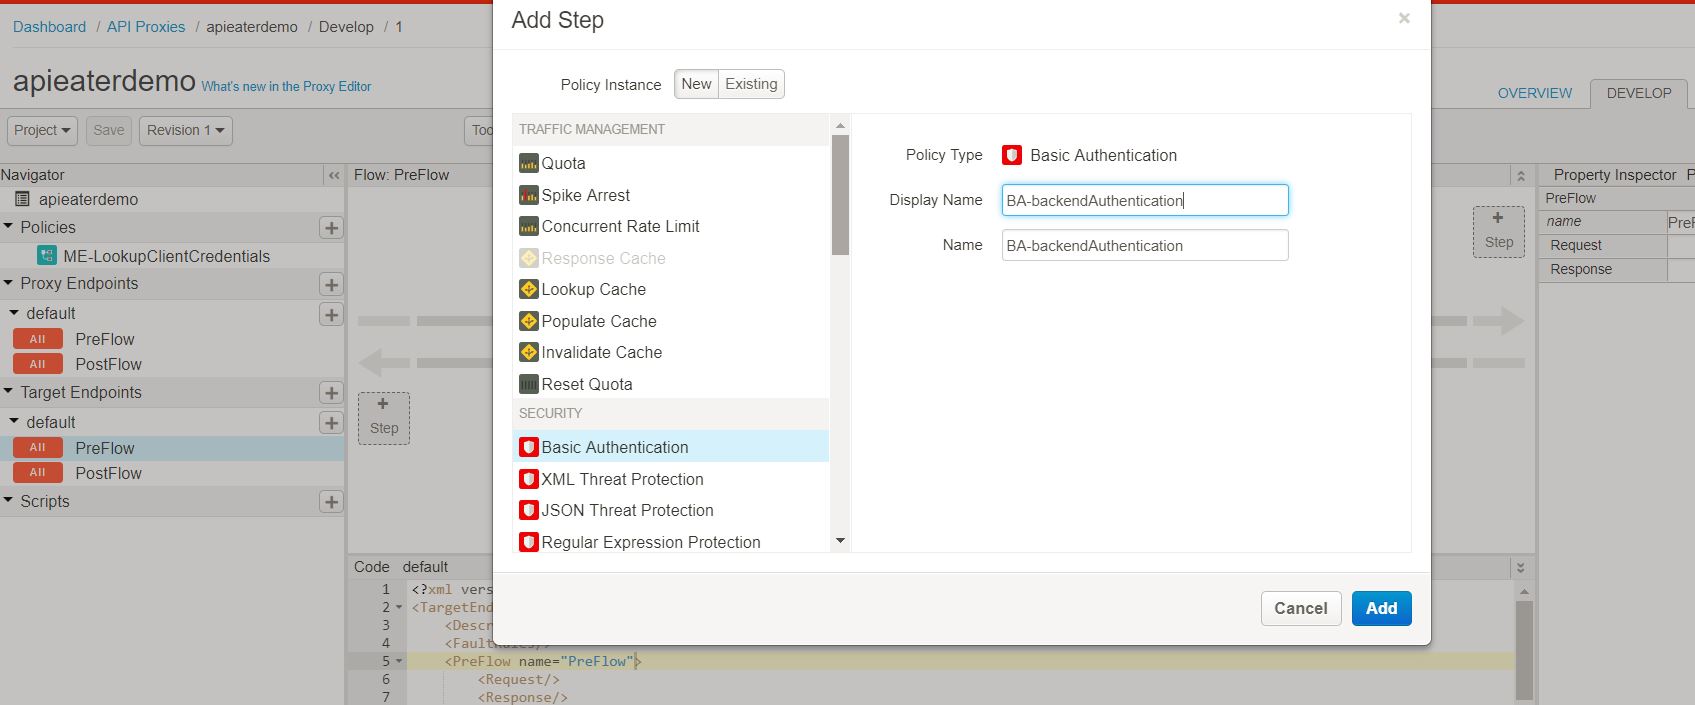 Dashboard / API Proxies / apieaterdemo / Develop / 1
apieaterdemo What's new in the Proxy Editor
OVERVIEW DEVELOP
Project Save Revision 1 Too
Navigator
apieaterdemo
Policies
ME-LookupClientCredentials
Proxy Endpoints
default
All PreFlow
All PostFlow
Target Endpoints
default
All PreFlow
All PostFlow
Scripts
Flow: PreFlow
+
Step
+
Step
Code default
1 <?xml vers
2 <TargetEnd
3 <Descr
4 <FaultRules/>
5 <PreFlow name="PreFlow">
6 <Request/>
7 <Response/>
Add Step
×
Policy Instance New Existing
TRAFFIC MANAGEMENT
Quota
Spike Arrest
Concurrent Rate Limit
Response Cache
Lookup Cache
Populate Cache
Invalidate Cache
Reset Quota
SECURITY
Basic Authentication
XML Threat Protection
JSON Threat Protection
Regular Expression Protection
Policy Type Basic Authentication
Display Name BA-backendAuthentication
Name BA-backendAuthentication
Cancel Add
Property Inspector P
PreFlow
name PreF
Request
Response